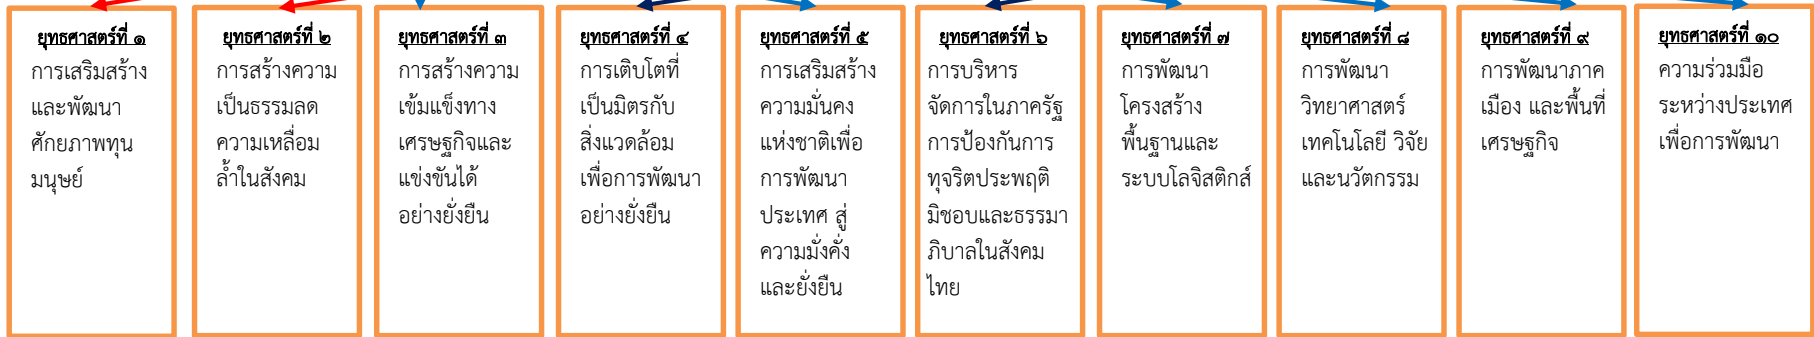 ยุทธศาสตร์ที่ ๑
การเสริมสร้าง
และพัฒนา
ศักยภาพทุน
มนุษย์
ยุทธศาสตร์ที่ ๒
การสร้างความ
เป็นธรรมลด
ความเหลื่อม
ล้ำในสังคม
ยุทธศาสตร์ที่ ๓
การสร้างความ
เข้มแข็งทาง
เศรษฐกิจและ
แข่งขันได้
อย่างยั่งยืน
ยุทธศาสตร์ที่ ๔
การเติบโตที่
เป็นมิตรกับ
สิ่งแวดล้อม
เพื่อการพัฒนา
อย่างยั่งยืน
ยุทธศาสตร์ที่ ๕
การเสริมสร้าง
ความมั่นคง
แห่งชาติเพื่อ
การพัฒนา
ประเทศ สู่
ความมั่งคั่ง
และยั่งยืน
ยุทธศาสตร์ที่ ๖
การบริหาร
จัดการในภาครัฐ
การป้องกันการ
ทุจริตประพฤติ
มิชอบและธรรมา
ภิบาลในสังคม
ไทย
ยุทธศาสตร์ที่ ๗
การพัฒนา
โครงสร้าง
พื้นฐานและ
ระบบโลจิสติกส์
ยุทธศาสตร์ที่ ๘
การพัฒนา
วิทยาศาสตร์
เทคโนโลยี วิจัย
และนวัตกรรม
ยุทธศาสตร์ที่ ๙
การพัฒนาภาค
เมือง และพื้นที่
เศรษฐกิจ
ยุทธศาสตร์ที่ ๑๐
ความร่วมมือ
ระหว่างประเทศ
เพื่อการพัฒนา